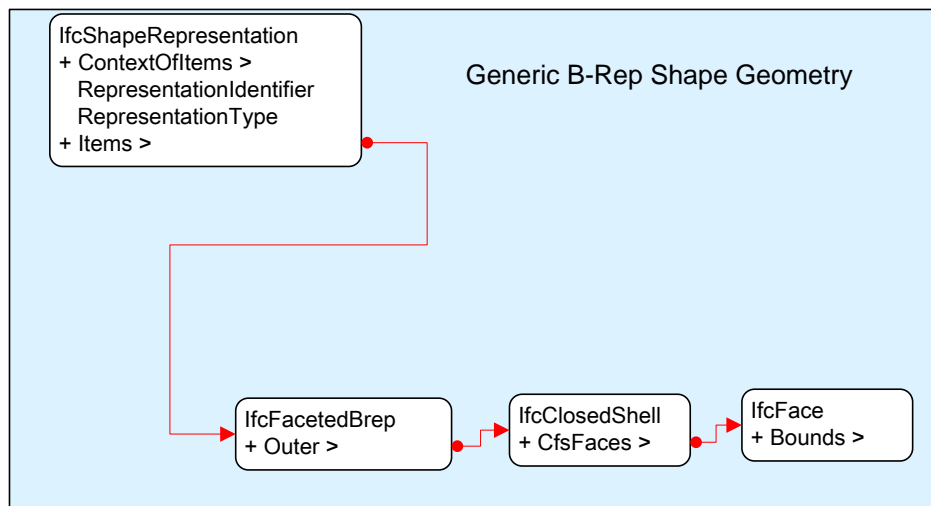 IfcShapeRepresentation
+ ContextOfItems >
RepresentationIdentifier
RepresentationType
+ Items >
Generic B-Rep Shape Geometry
IfcFacetedBrep
+ Outer >
IfcClosedShell
+ CfsFaces >
IfcFace
+ Bounds >